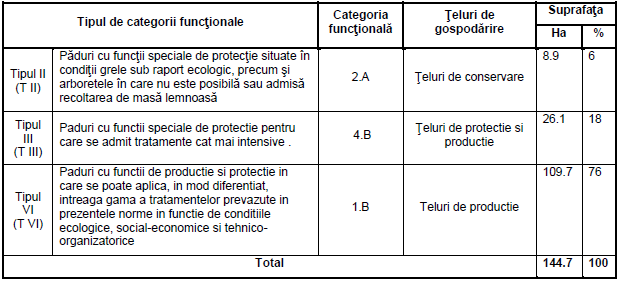 Tipul de categorii funcţionale
Categoria
funcţională
Ţeluri de
gospodărire
Suprafaţa
Ha
%
Tipul II
(T II)
Păduri cu funcţii speciale de protecţie situate în
condiţii grele sub raport ecologic, precum şi
arboretele în care nu este posibilă sau admisă
recoltarea de masă lemnoasă
2.A
Ţeluri de conservare
8.9
6
Tipul
III
(T III)
Paduri cu functii speciale de protectie pentru
care se admit tratamente cat mai intensive .
4.B
Ţeluri de protectie si
productie
26.1
18
Tipul
VI
(T VI)
Paduri cu functii de productie si protectie in
care se poate aplica, in mod diferentiat,
intreaga gama a tratamentelor prevazute in
prezentele norme in functie de conditiile
ecologice, social-economice si tehnico-
organizatorice
1.B
Teluri de productie
109.7
76
Total
144.7
100